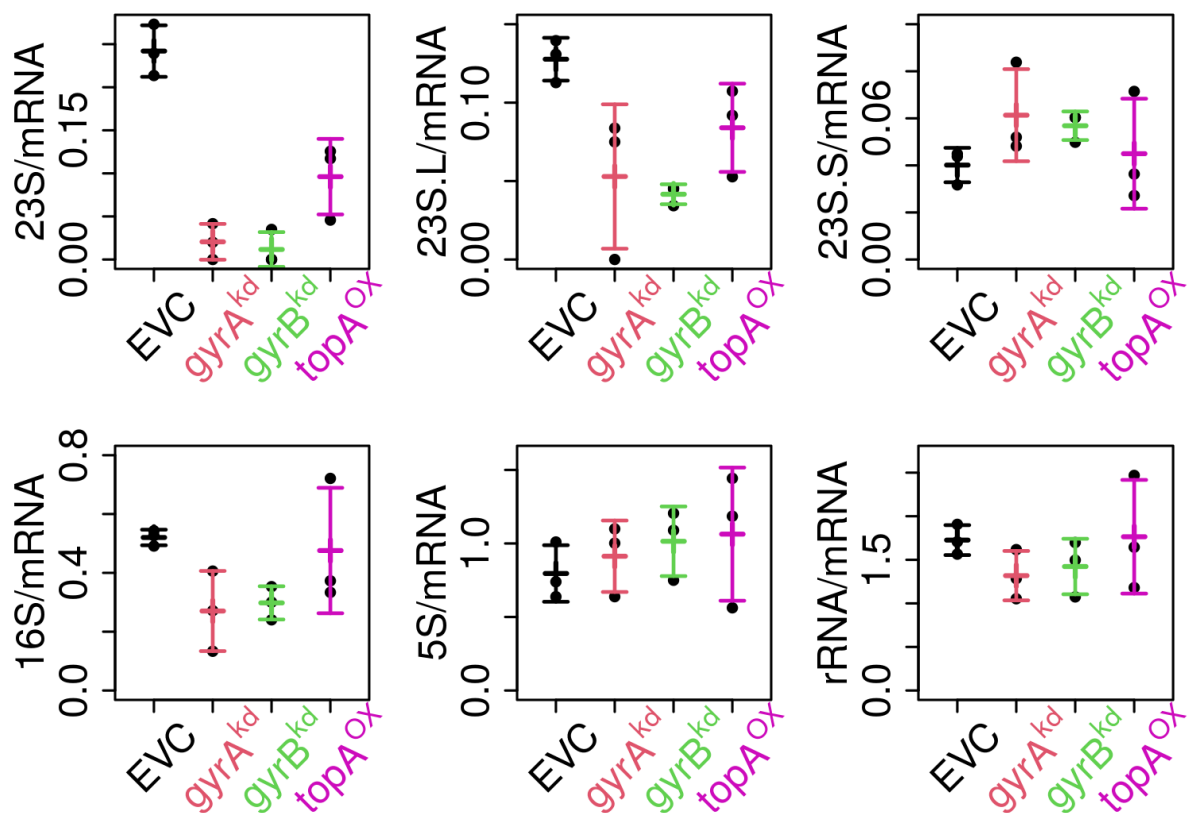 23S/mRNA
0.15
0.00
EVC
gyrA^kd
gyrB^kd
topA^OX
23S.L/mRNA
0.10
0.00
EVC
gyrA^kd
gyrB^kd
topA^OX
23S.S/mRNA
0.06
0.00
EVC
gyrA^kd
gyrB^kd
topA^OX
16S/mRNA
0.8
0.4
0.0
EVC
gyrA^kd
gyrB^kd
topA^OX
5S/mRNA
1.0
0.0
EVC
gyrA^kd
gyrB^kd
topA^OX
rRNA/mRNA
1.5
0.0
EVC
gyrA^kd
gyrB^kd
topA^OX